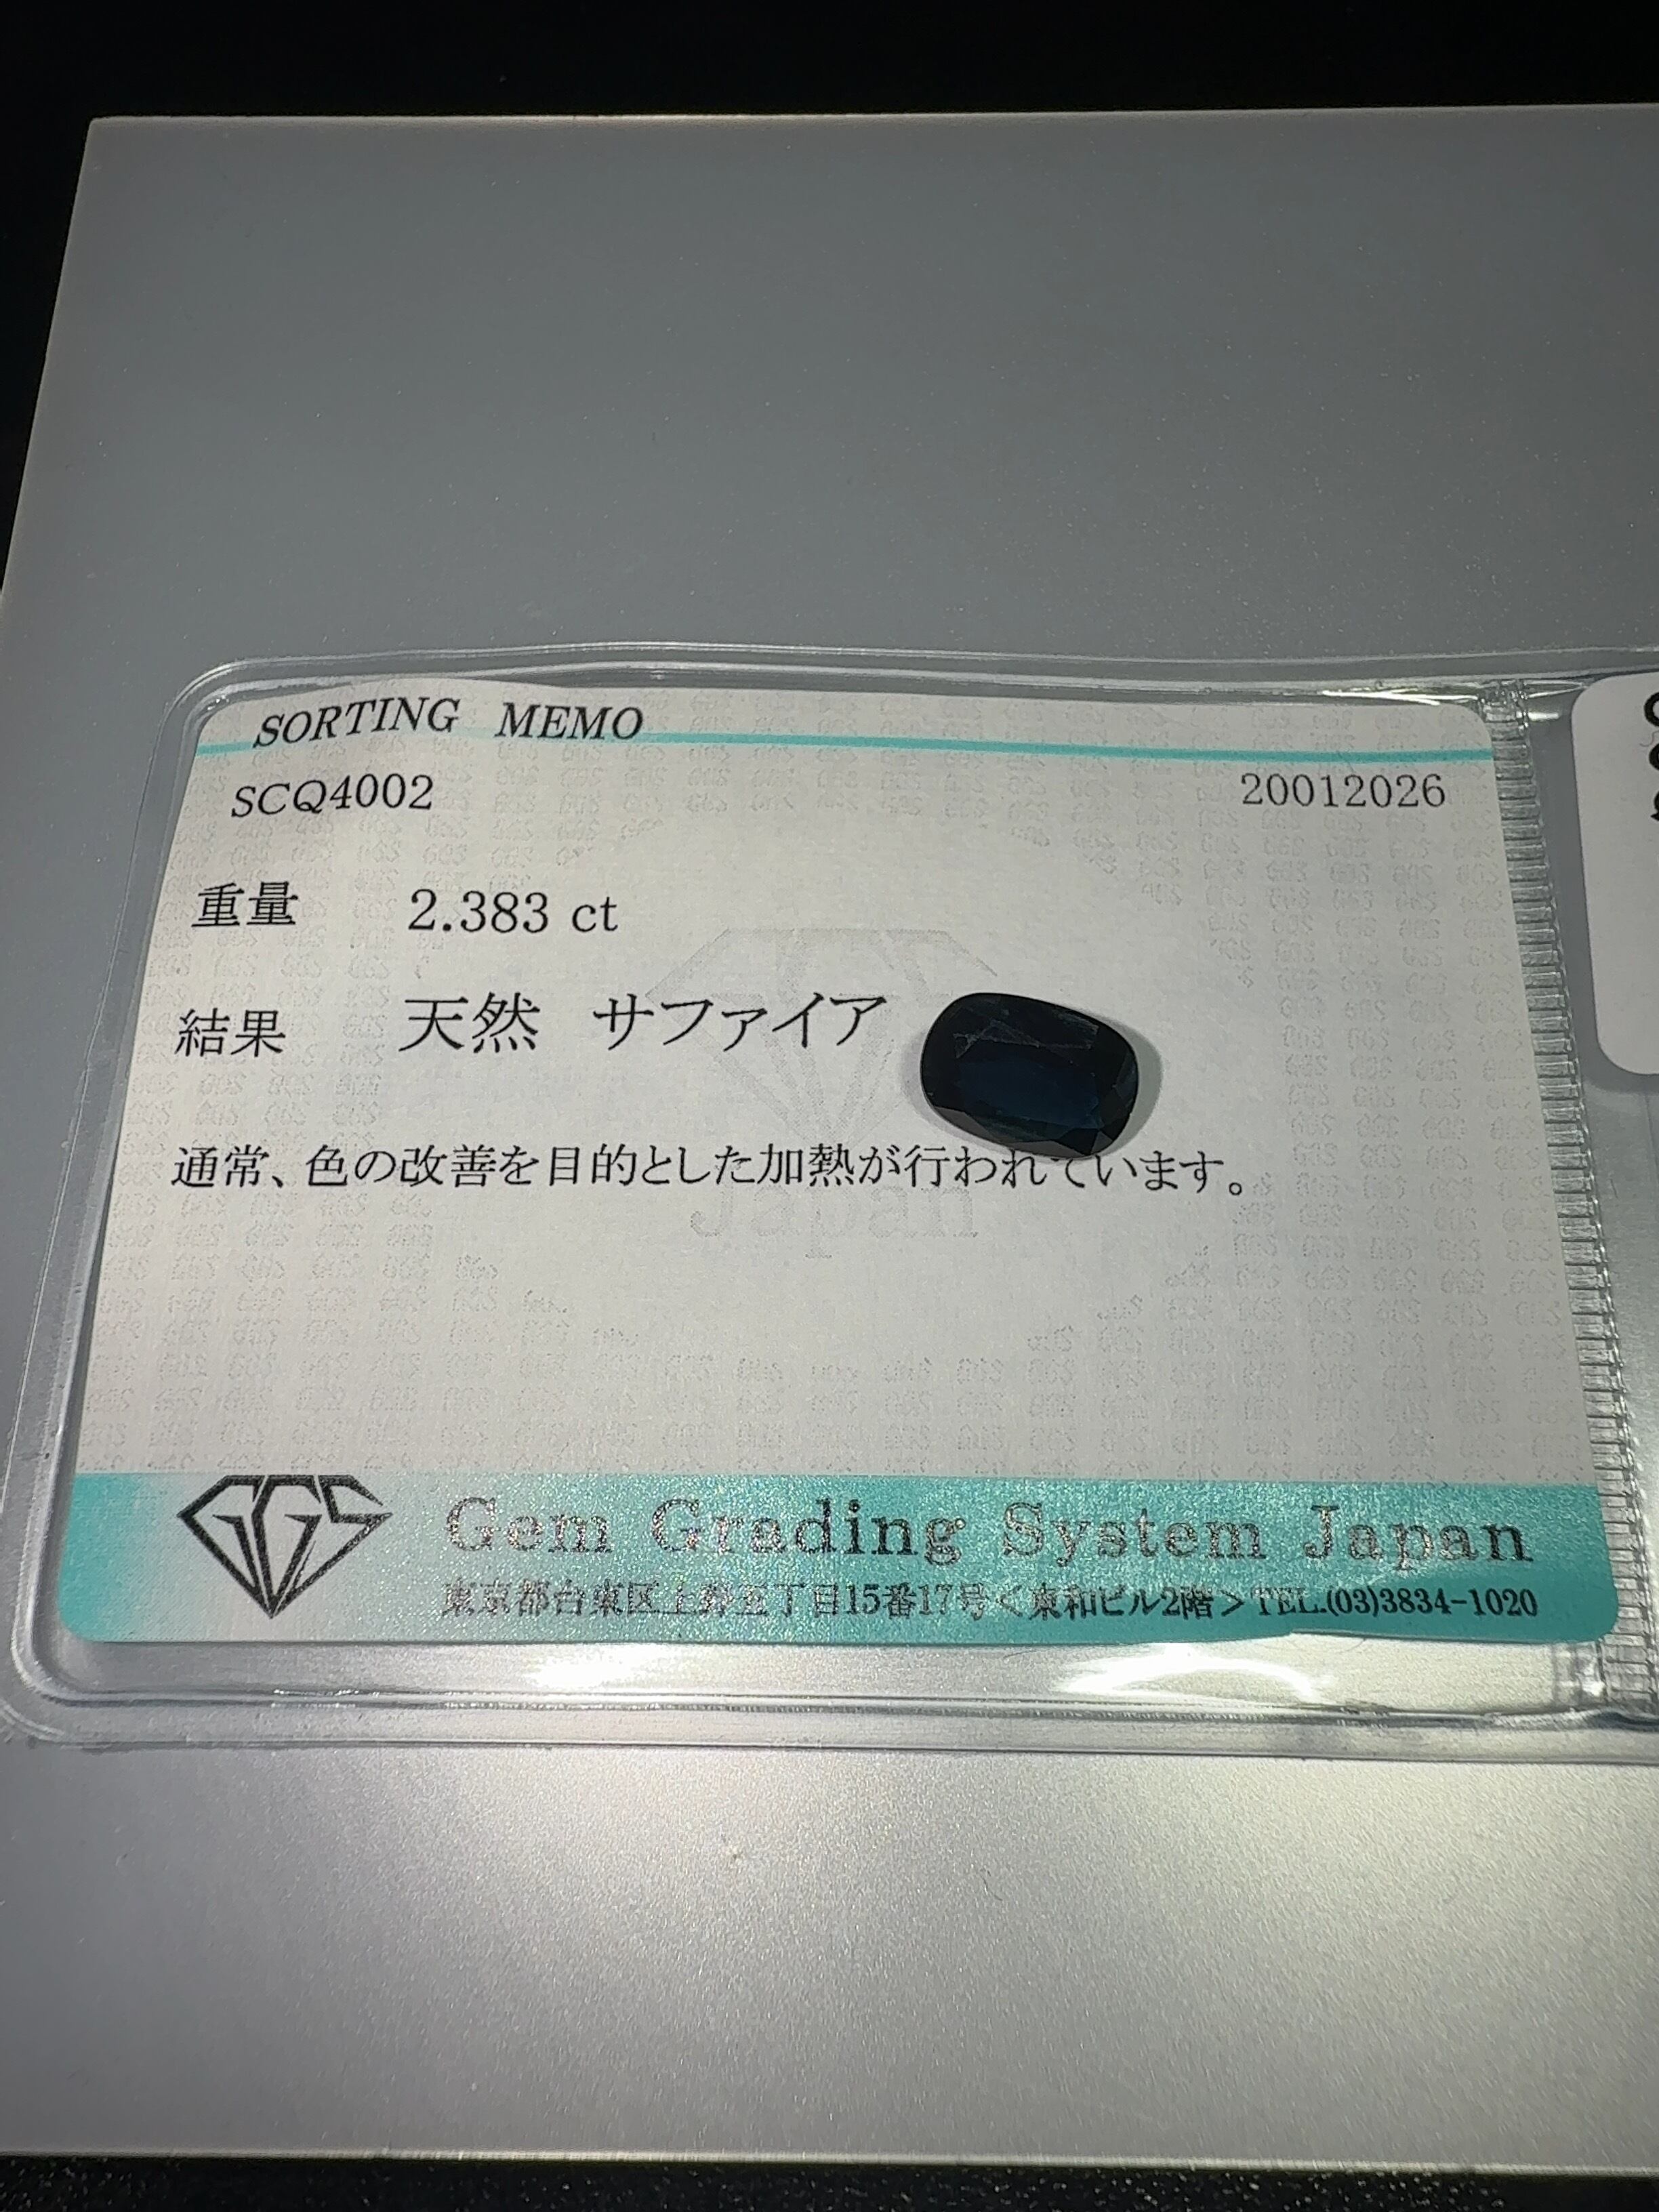 SORTING MEMO
SCQ4002 20012026
重量 2.383 ct
結果 天然 サファイア
通常、色の改善を目的とした加熱が行われています。
Japan
GGS Gem Grading System Japan
東京都台東区上野五丁目15番17号＜東和ビル2階＞TEL.(03)3834-1020